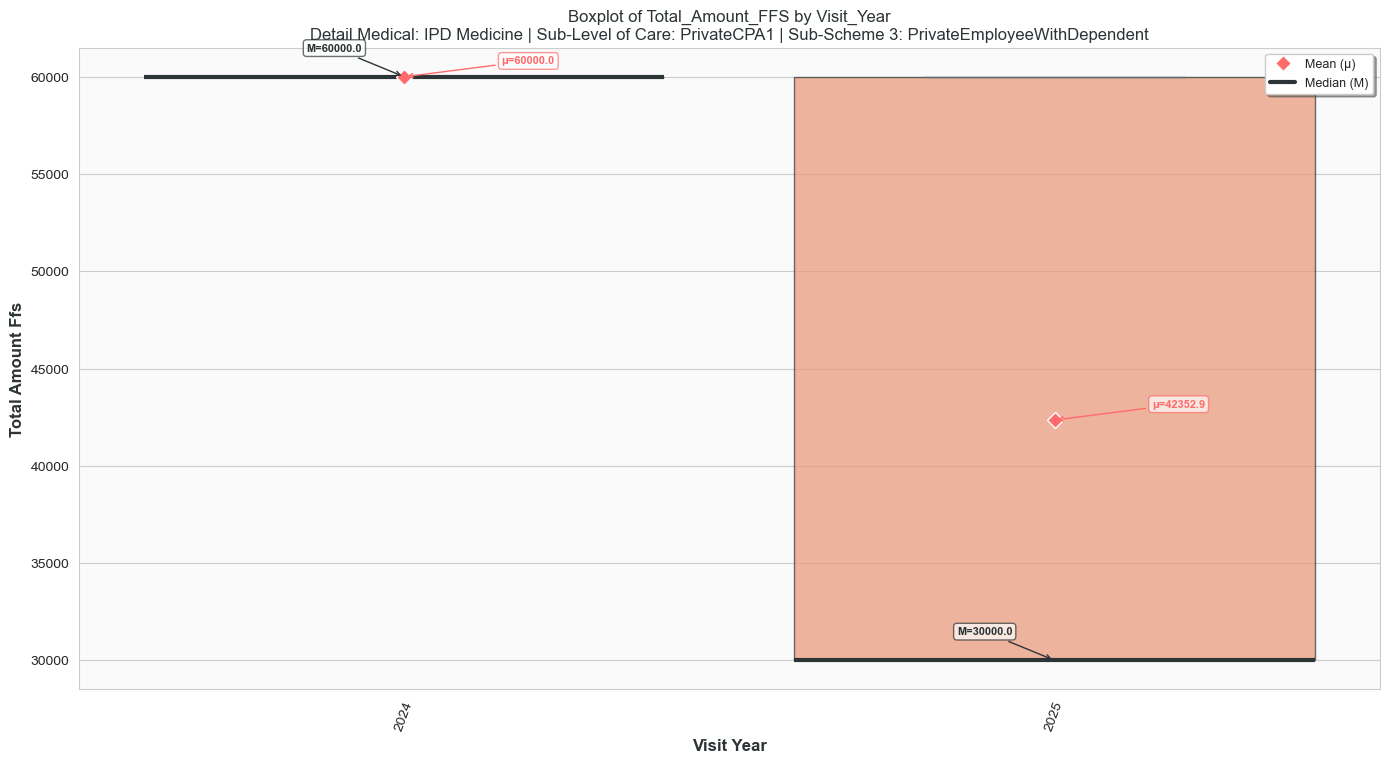 Boxplot of Total_Amount_FFS by Visit_Year
Detail Medical: IPD Medicine | Sub-Level of Care: PrivateCPA1 | Sub-Scheme 3: PrivateEmployeeWithDependent
M=60000.0
μ=60000.0
Mean (μ)
Median (M)
60000
55000
50000
45000
40000
35000
30000
Total Amount Ffs
μ=42352.9
M=30000.0
2024
2025
Visit Year